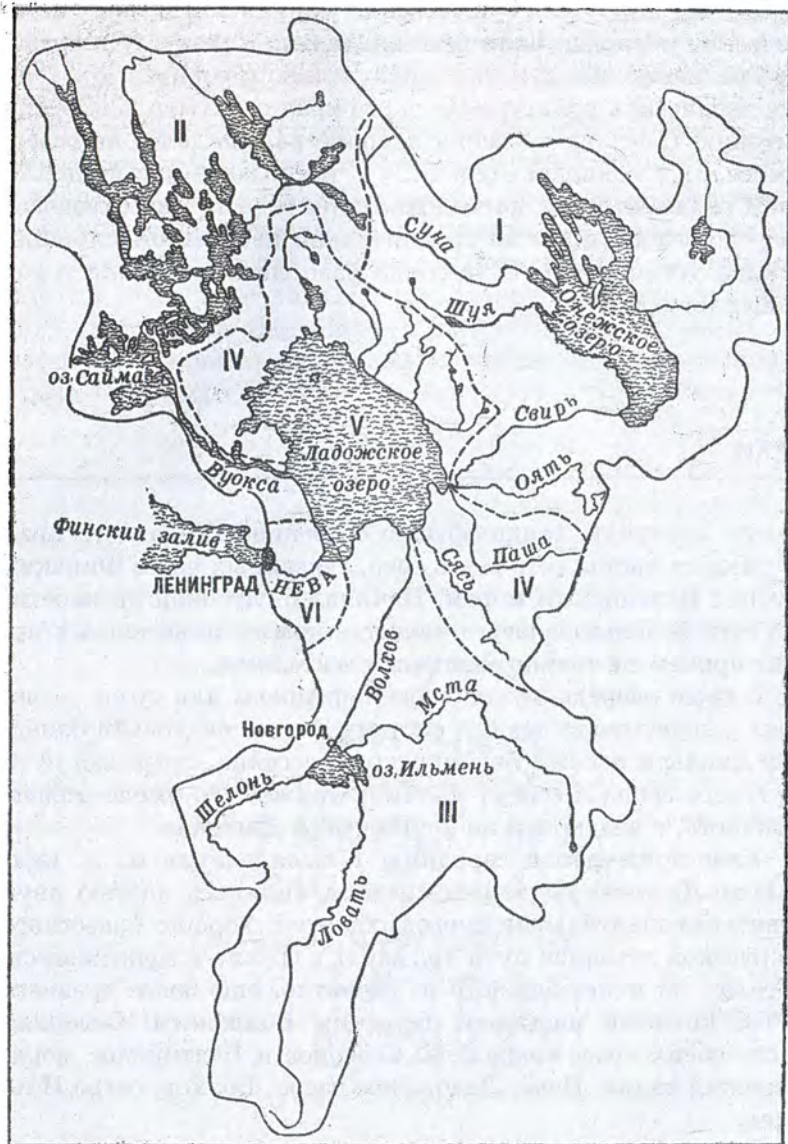 II
Суна
I
Шуя
Онежское
озеро
IV
оз. Сайма
V
Ладожское
озеро
Свирь
Вуокса
Оять
Финский залив
Паша
ЛЕНИНГРАД
НЕВА
Сясь
IV
VI
Волхов
Мста
Новгород
оз. Ильмень
Шелонь
III
Ловать